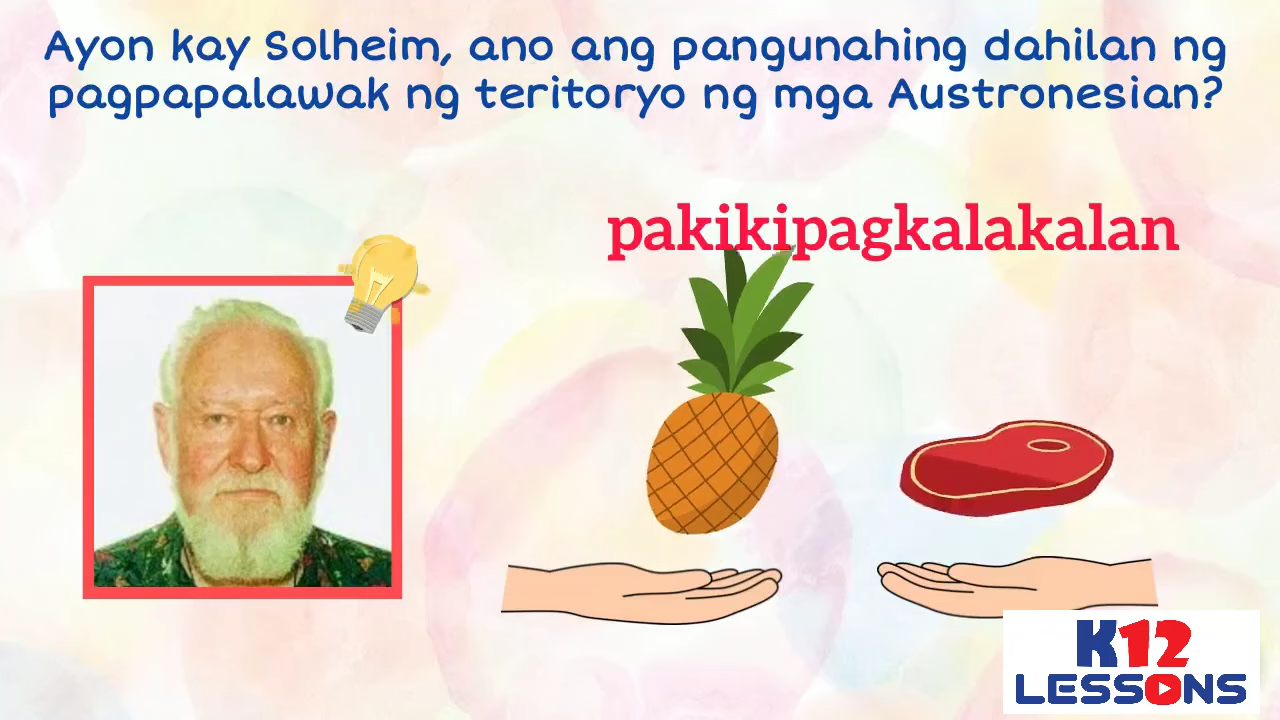 Ayon kay Solheim, ano ang pangunahing dahilan ng
pagpapalawak ng teritoryo ng mga Austronesian?
pakikipagkalakalan
K12
LESSONS